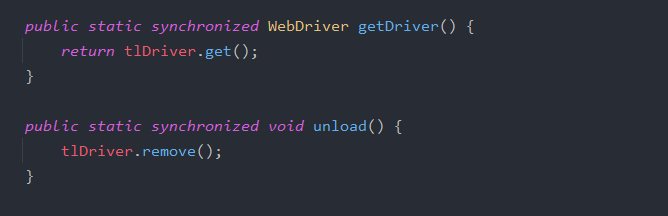 public static synchronized WebDriver getDriver() {
    return tlDriver.get();
}

public static synchronized void unload() {
    tlDriver.remove();
}